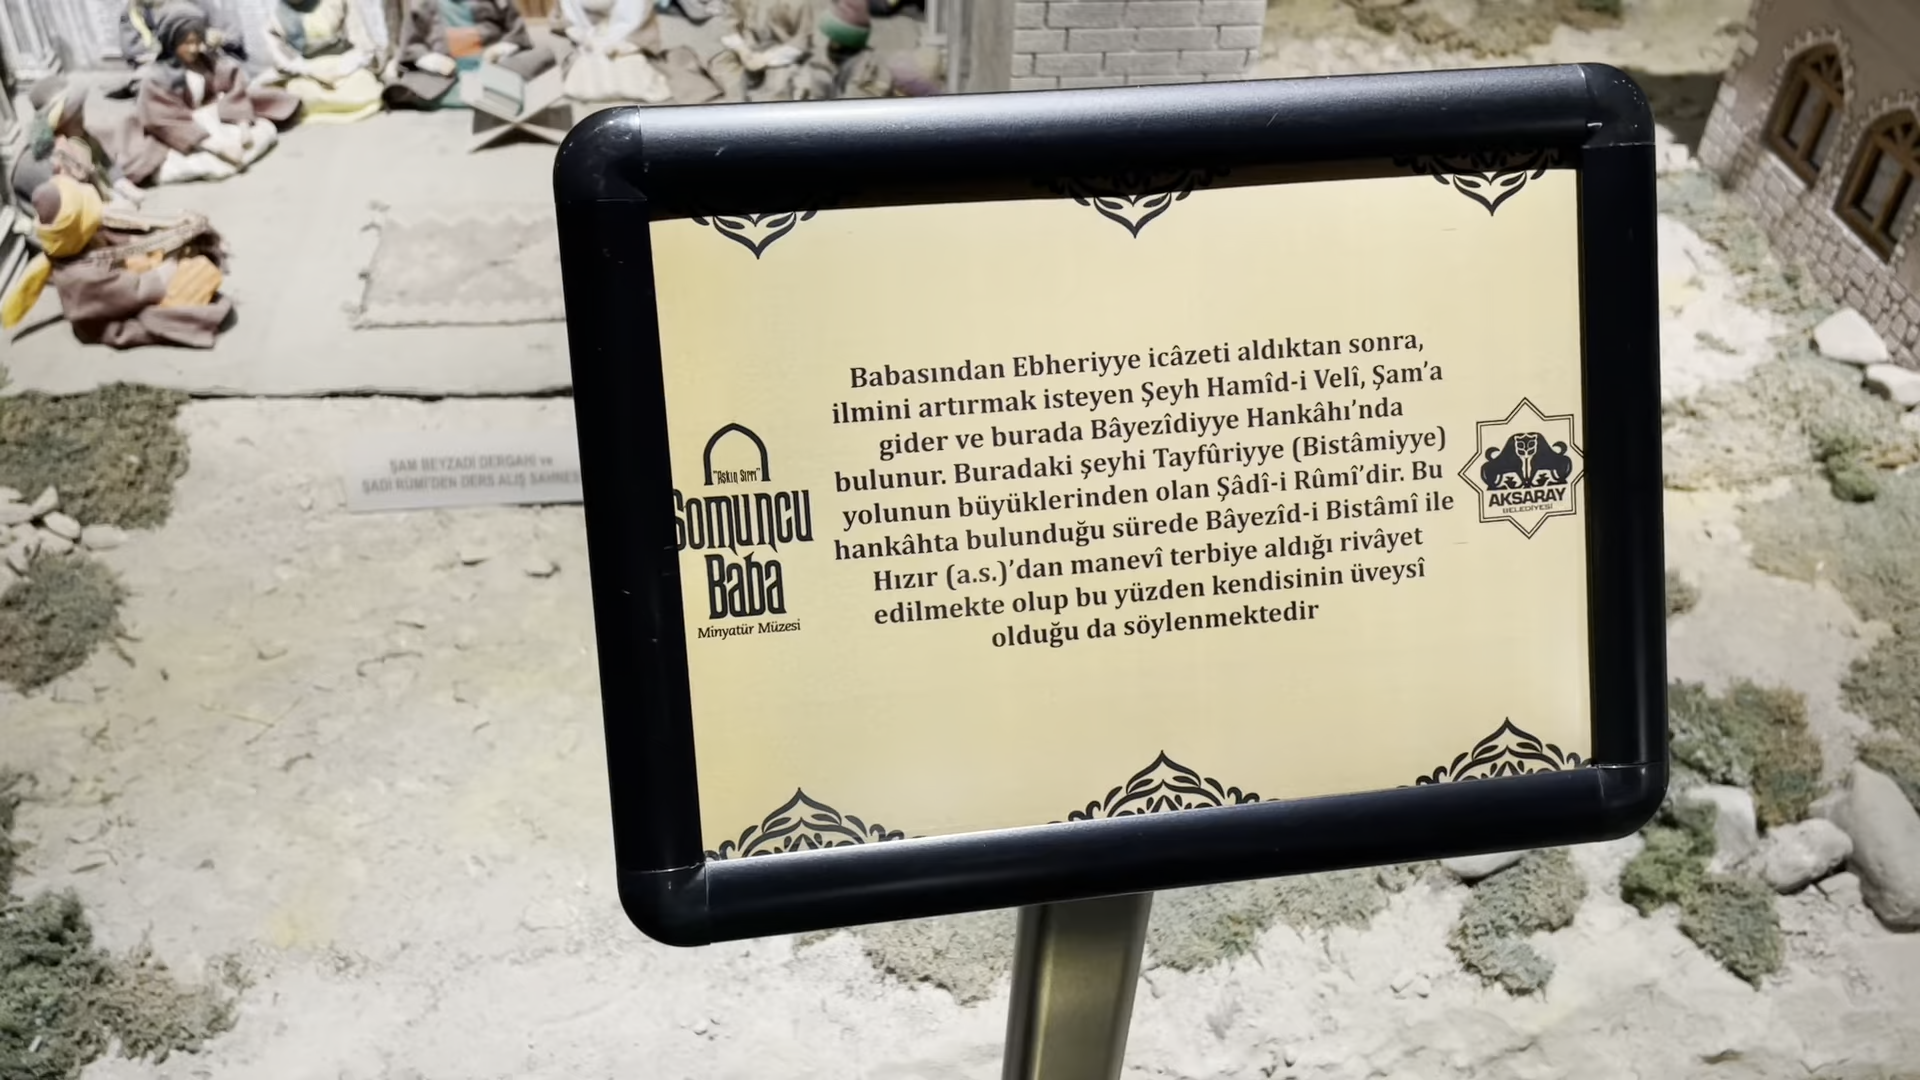 ŞAM BEYZADİ DERGAHI ve
ŞADİ RÜMİ'DEN DERS ALIŞ SAHNES
"Aşkın Sırrı"
Somuncu
Baba
Minyatür Müzesi
Babasından Ebheriyye icâzeti aldıktan sonra,
ilmini artırmak isteyen Şeyh Hamîd-i Velî, Şam'a
gider ve burada Bâyezîdiyye Hankâhı'nda
bulunur. Buradaki şeyhi Tayfûriyye (Bistâmiyye)
yolunun büyüklerinden olan Şâdî-i Rûmî'dir. Bu
hankâhta bulunduğu sürede Bâyezîd-i Bistâmî ile
Hızır (a.s.)'dan manevî terbiye aldığı rivâyet
edilmekte olup bu yüzden kendisinin üveysî
olduğu da söylenmektedir
AKSARAY
BELEDİYESİ